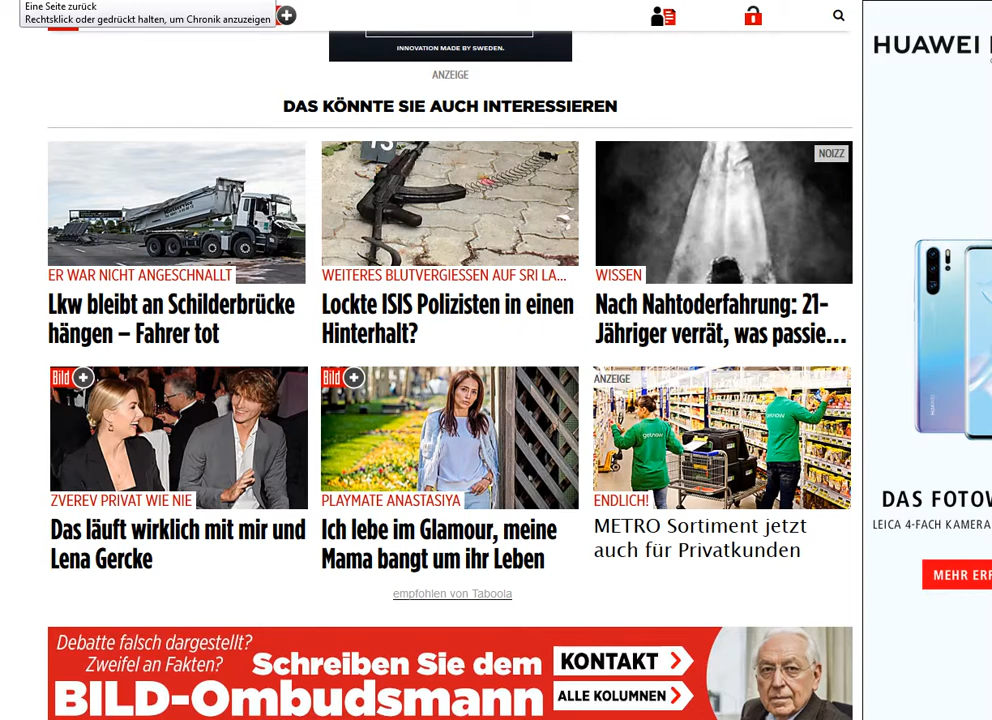 Eine Seite zurück
Rechtsklick oder gedrückt halten, um Chronik anzuzeigen
INNOVATION MADE BY SWEDEN.
ANZEIGE
HUAWEI
DAS KÖNNTE SIE AUCH INTERESSIEREN
NOIZZ
ER WAR NICHT ANGESCHNALLT
Lkw bleibt an Schilderbrücke
hängen – Fahrer tot
WEITERES BLUTVERGIESSEN AUF SRI LA...
Lockte ISIS Polizisten in einen
Hinterhalt?
WISSEN
Nach Nahtoderfahrung: 21-
Jähriger verrät, was passie...
Bild
ZVEREV PRIVAT WIE NIE
Das läuft wirklich mit mir und
Lena Gercke
Bild
PLAYMATE ANASTASIYA
Ich lebe im Glamour, meine
Mama bangt um ihr Leben
ANZEIGE
getnow
ENDLICH!
METRO Sortiment jetzt
auch für Privatkunden
empfohlen von Taboola
HUAWEI
DAS FOTOW
LEICA 4-FACH KAMERA
MEHR ERF
Debatte falsch dargestellt?
Zweifel an Fakten?
Schreiben Sie dem
BILD-Ombudsmann
KONTAKT
ALLE KOLUMNEN